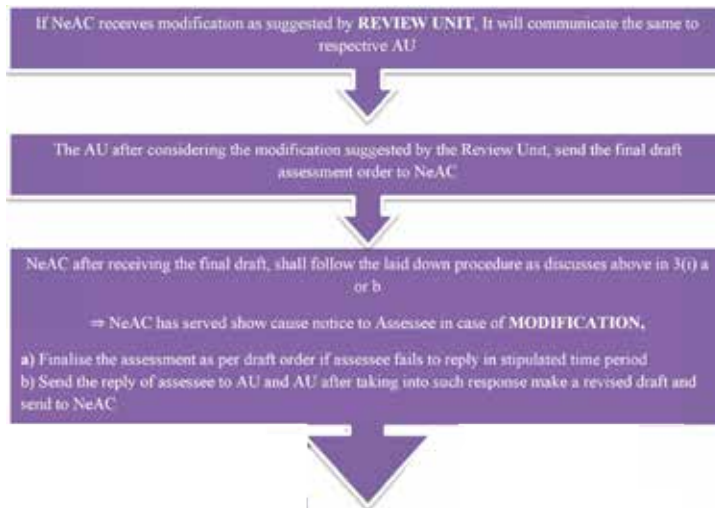 If NeAC receives modification as suggested by REVIEW UNIT, It will communicate the same to
respective AU
The AU after considering the modification suggested by the Review Unit, send the final draft
assessment order to NeAC
NeAC after receiving the final draft, shall follow the laid down procedure as discusses above in 3(i) a
or b
⇒ NeAC has served show cause notice to Assessee in case of MODIFICATION,
a) Finalise the assessment as per draft order if assessee fails to reply in stipulated time period
b) Send the reply of assessee to AU and AU after taking into such response make a revised draft and
send to NeAC